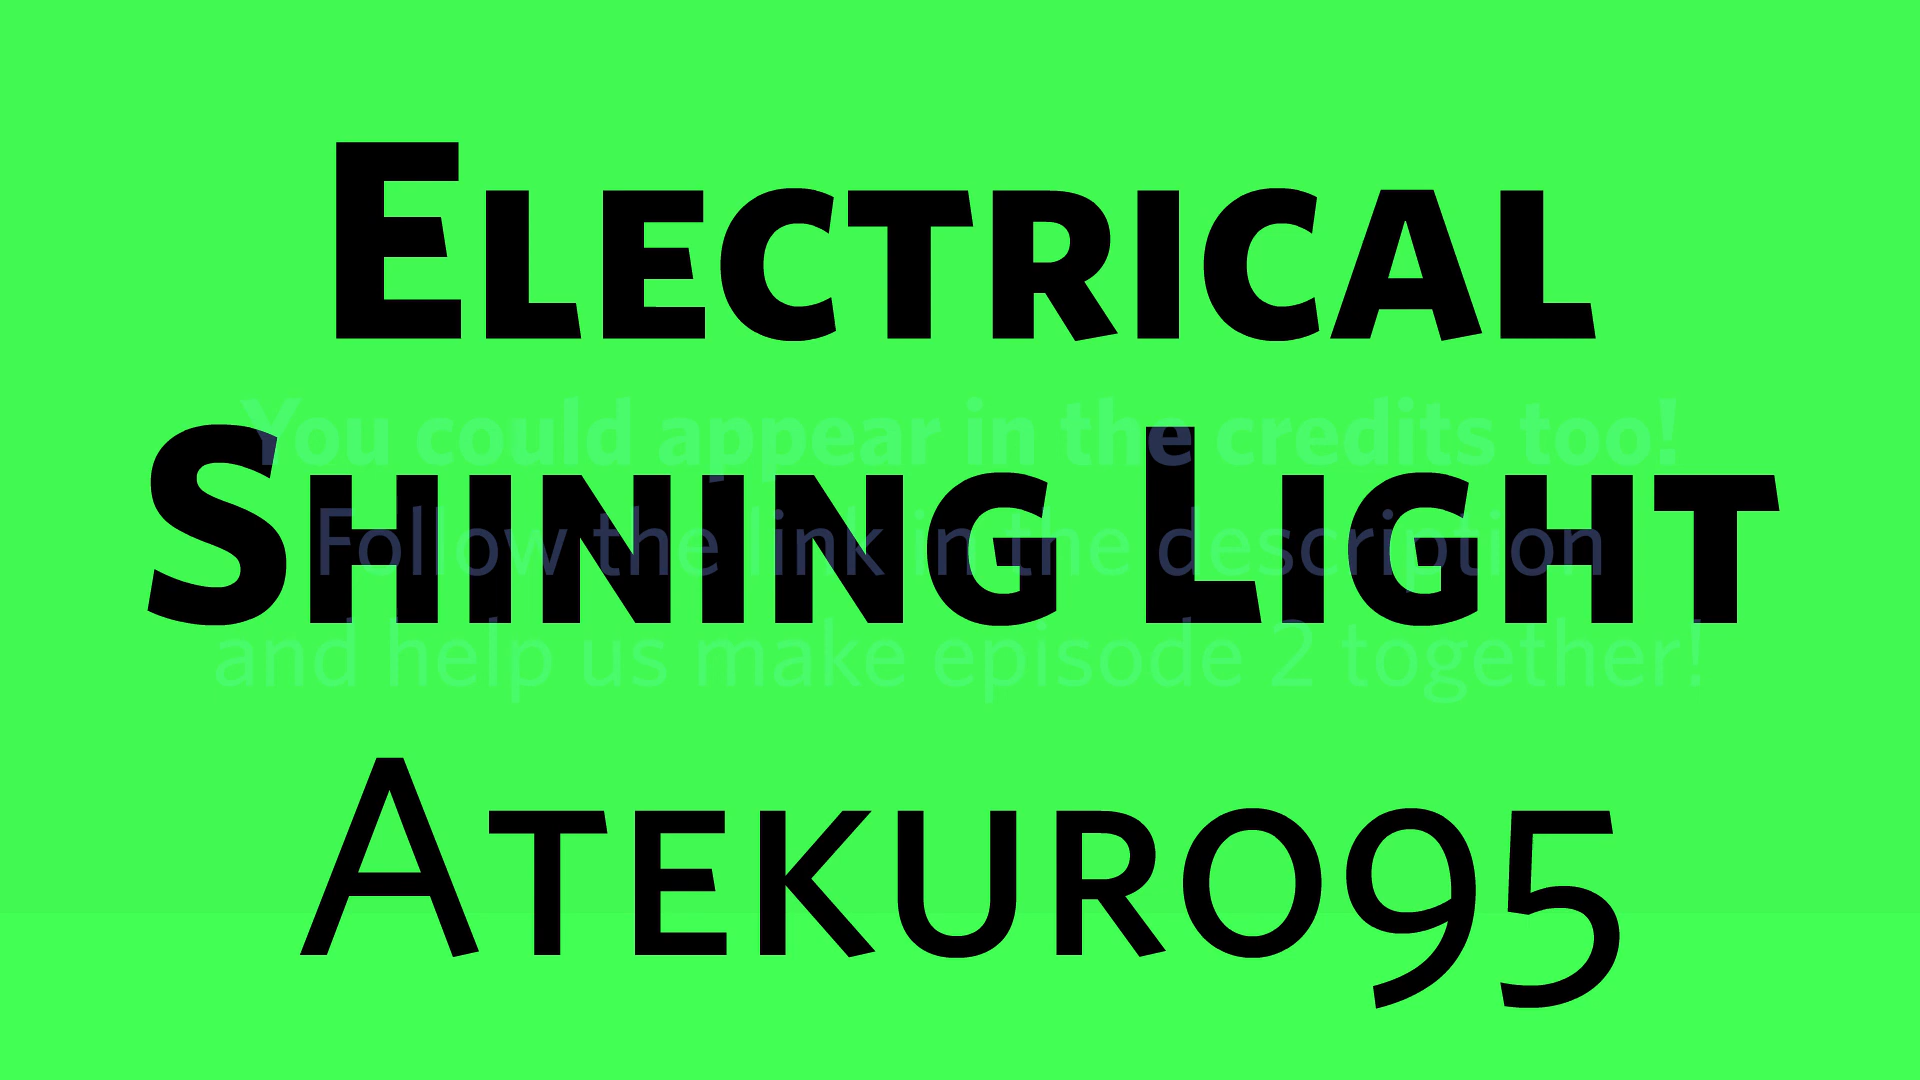 Electrical
You could appear in the credits too!
Shining Light
Follow the link in the description
and help us make episode 2 together!
Atekuro95